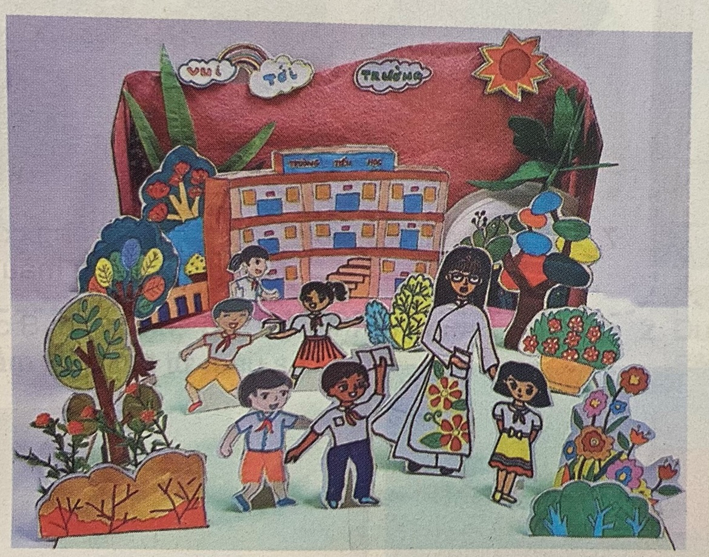 VUI TỚI TRƯỜNG
TRƯỜNG TIỂU HỌC